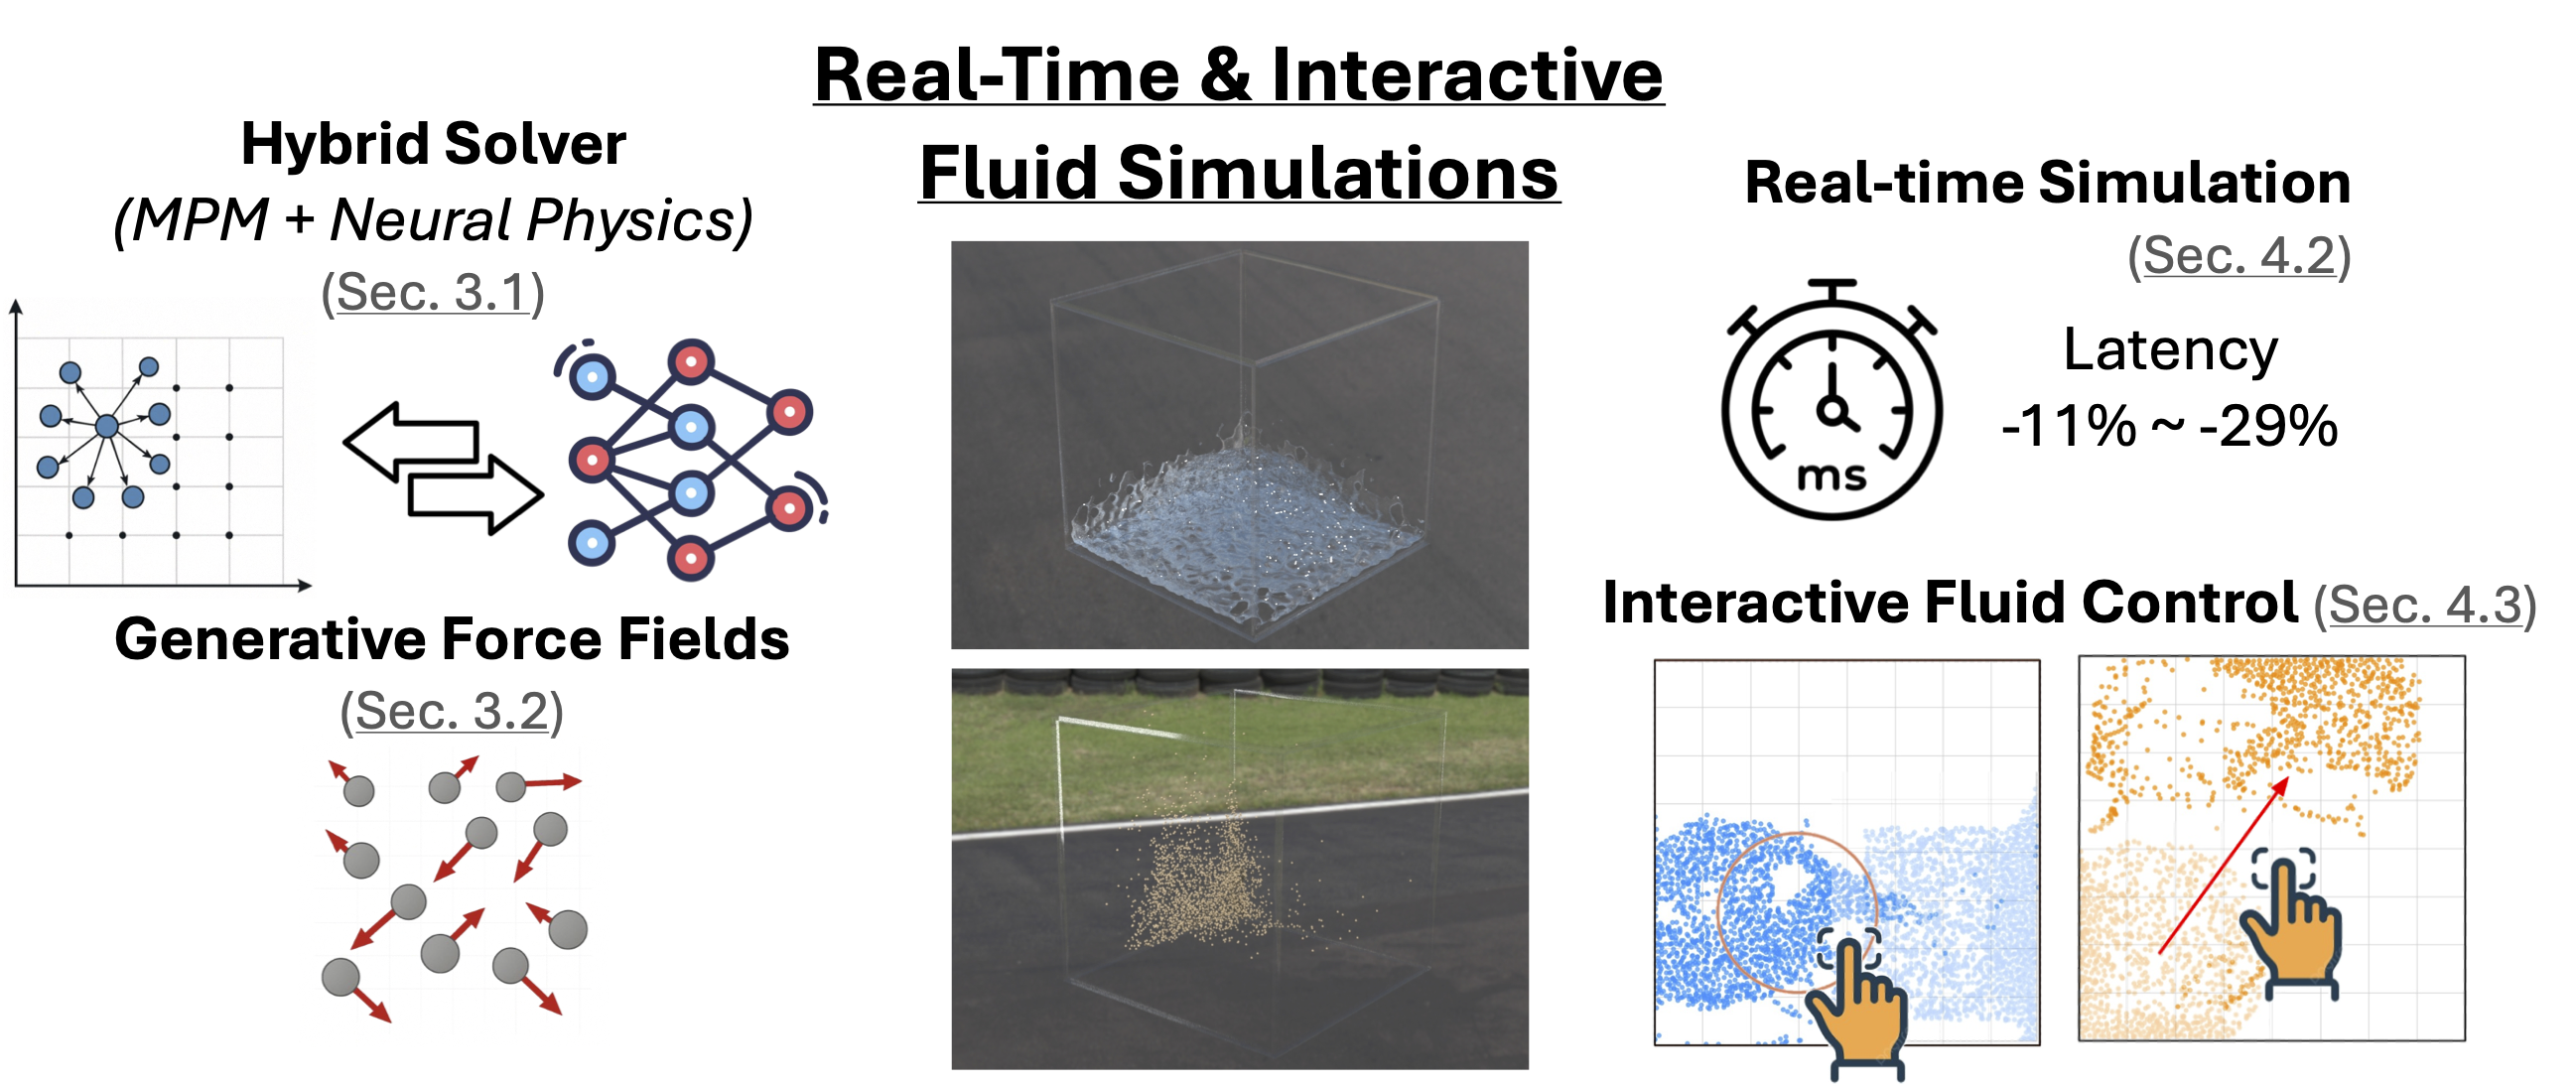 Real-Time & Interactive
Fluid Simulations
Hybrid Solver
(MPM + Neural Physics)
(Sec. 3.1)
Generative Force Fields
(Sec. 3.2)
Real-time Simulation
(Sec. 4.2)
Latency
-11% ~ -29%
ms
Interactive Fluid Control (Sec. 4.3)